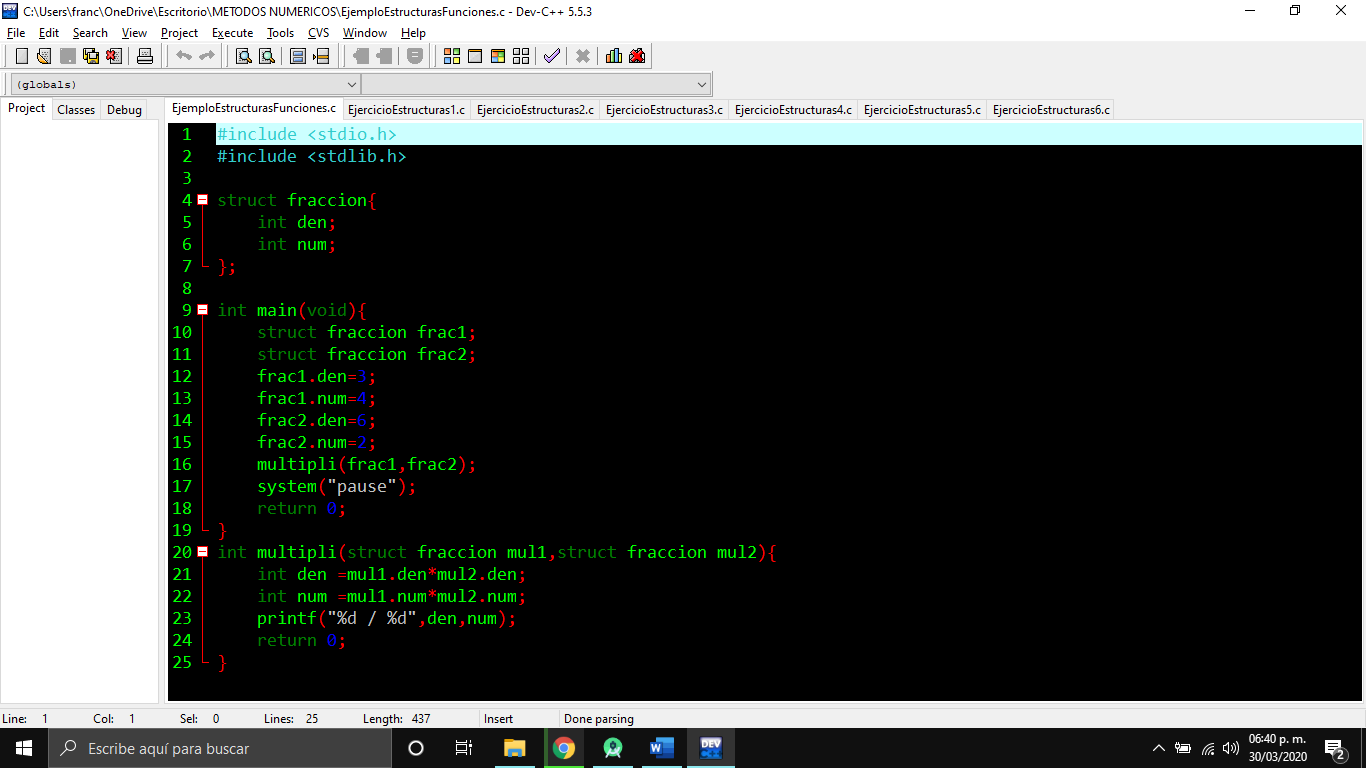 C:\Users\franc\OneDrive\Escritorio\METODOS NUMERICOS\EjemploEstructurasFunciones.c - Dev-C++ 5.5.3
File Edit Search View Project Execute Tools CVS Window Help
(globals)
Project Classes Debug
EjemploEstructurasFunciones.c EjercicioEstructuras1.c EjercicioEstructuras2.c EjercicioEstructuras3.c EjercicioEstructuras4.c EjercicioEstructuras5.c EjercicioEstructuras6.c
1 #include <stdio.h>
2 #include <stdlib.h>
3
4 struct fraccion{
5 int den;
6 int num;
7 };
8
9 int main(void){
10 struct fraccion frac1;
11 struct fraccion frac2;
12 frac1.den=3;
13 frac1.num=4;
14 frac2.den=6;
15 frac2.num=2;
16 multipli(frac1,frac2);
17 system("pause");
18 return 0;
19 }
20 int multipli(struct fraccion mul1,struct fraccion mul2){
21 int den =mul1.den*mul2.den;
22 int num =mul1.num*mul2.num;
23 printf("%d / %d",den,num);
24 return 0;
25 }
Line: 1 Col: 1 Sel: 0 Lines: 25 Length: 437 Insert Done parsing
Escribe aquí para buscar
W
DEV C++
06:40 p. m.
30/03/2020
2